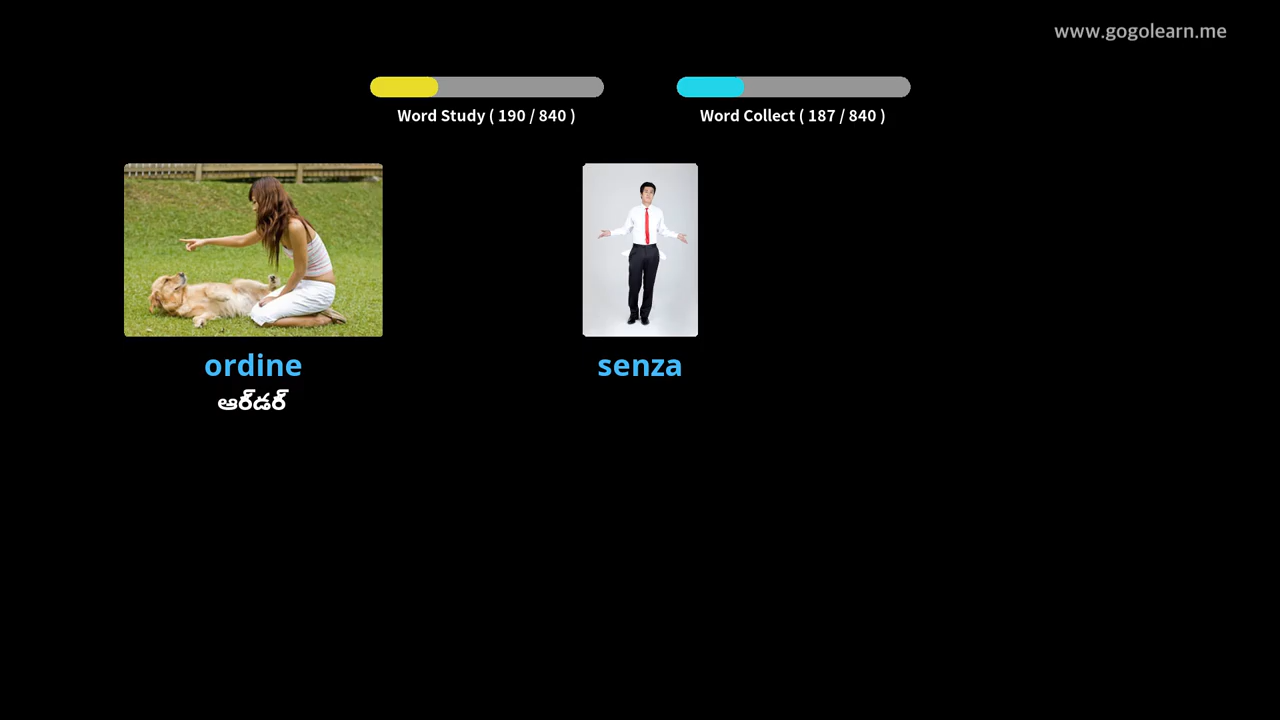 www.gogolearn.me
Word Study ( 190 / 840 )
Word Collect ( 187 / 840 )
ordine
senza
ఆర్డర్